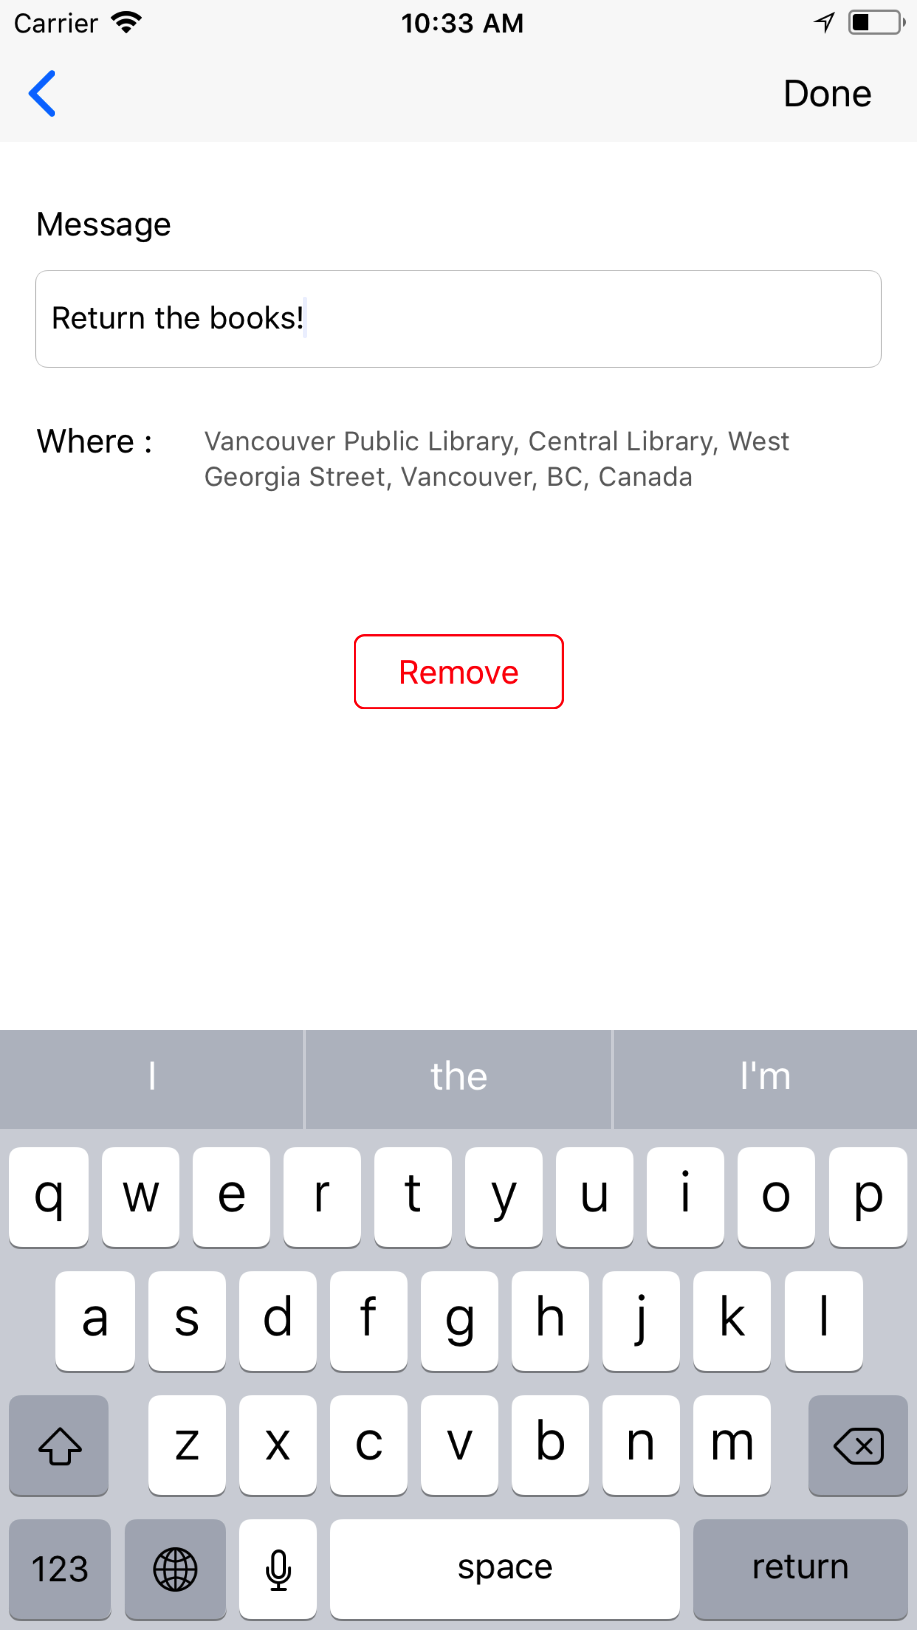 Carrier 10:33 AM
Done
Message
Return the books!
Where : Vancouver Public Library, Central Library, West
Georgia Street, Vancouver, BC, Canada
Remove
I the I'm
q w e r t y u i o p
a s d f g h j k l
z x c v b n m
123 space return